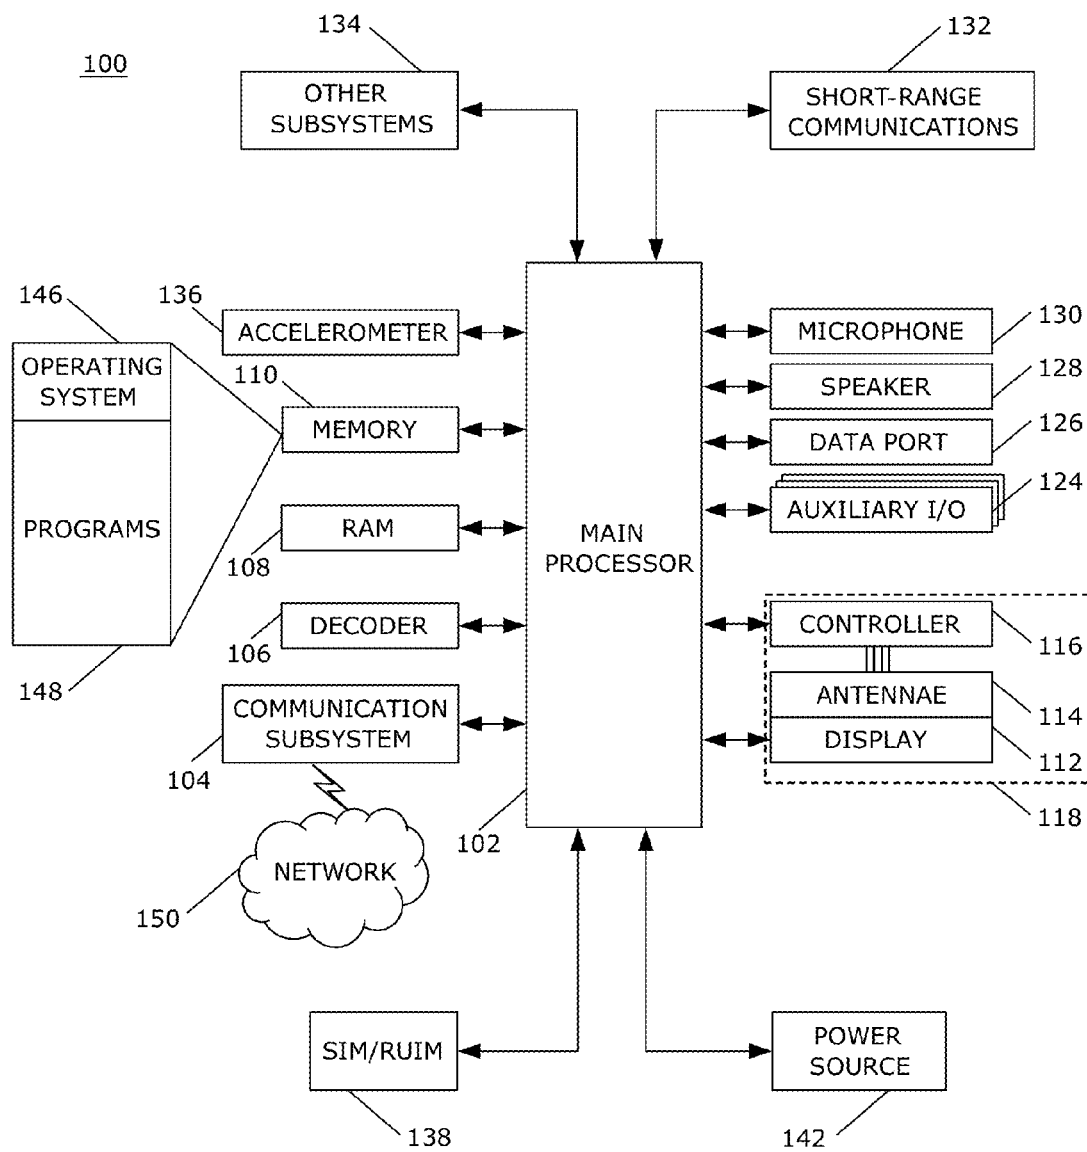 134
132
100
OTHER
SUBSYSTEMS
SHORT-RANGE
COMMUNICATIONS
146
136
ACCELEROMETER
MICROPHONE
130
OPERATING
SYSTEM
110
SPEAKER
128
MEMORY
DATA PORT
126
124
AUXILIARY I/O
PROGRAMS
RAM
MAIN
PROCESSOR
108
DECODER
CONTROLLER
106
116
148
COMMUNICATION
SUBSYSTEM
ANTENNAE
114
DISPLAY
112
104
118
102
NETWORK
150
SIM/RUIM
POWER
SOURCE
138
142